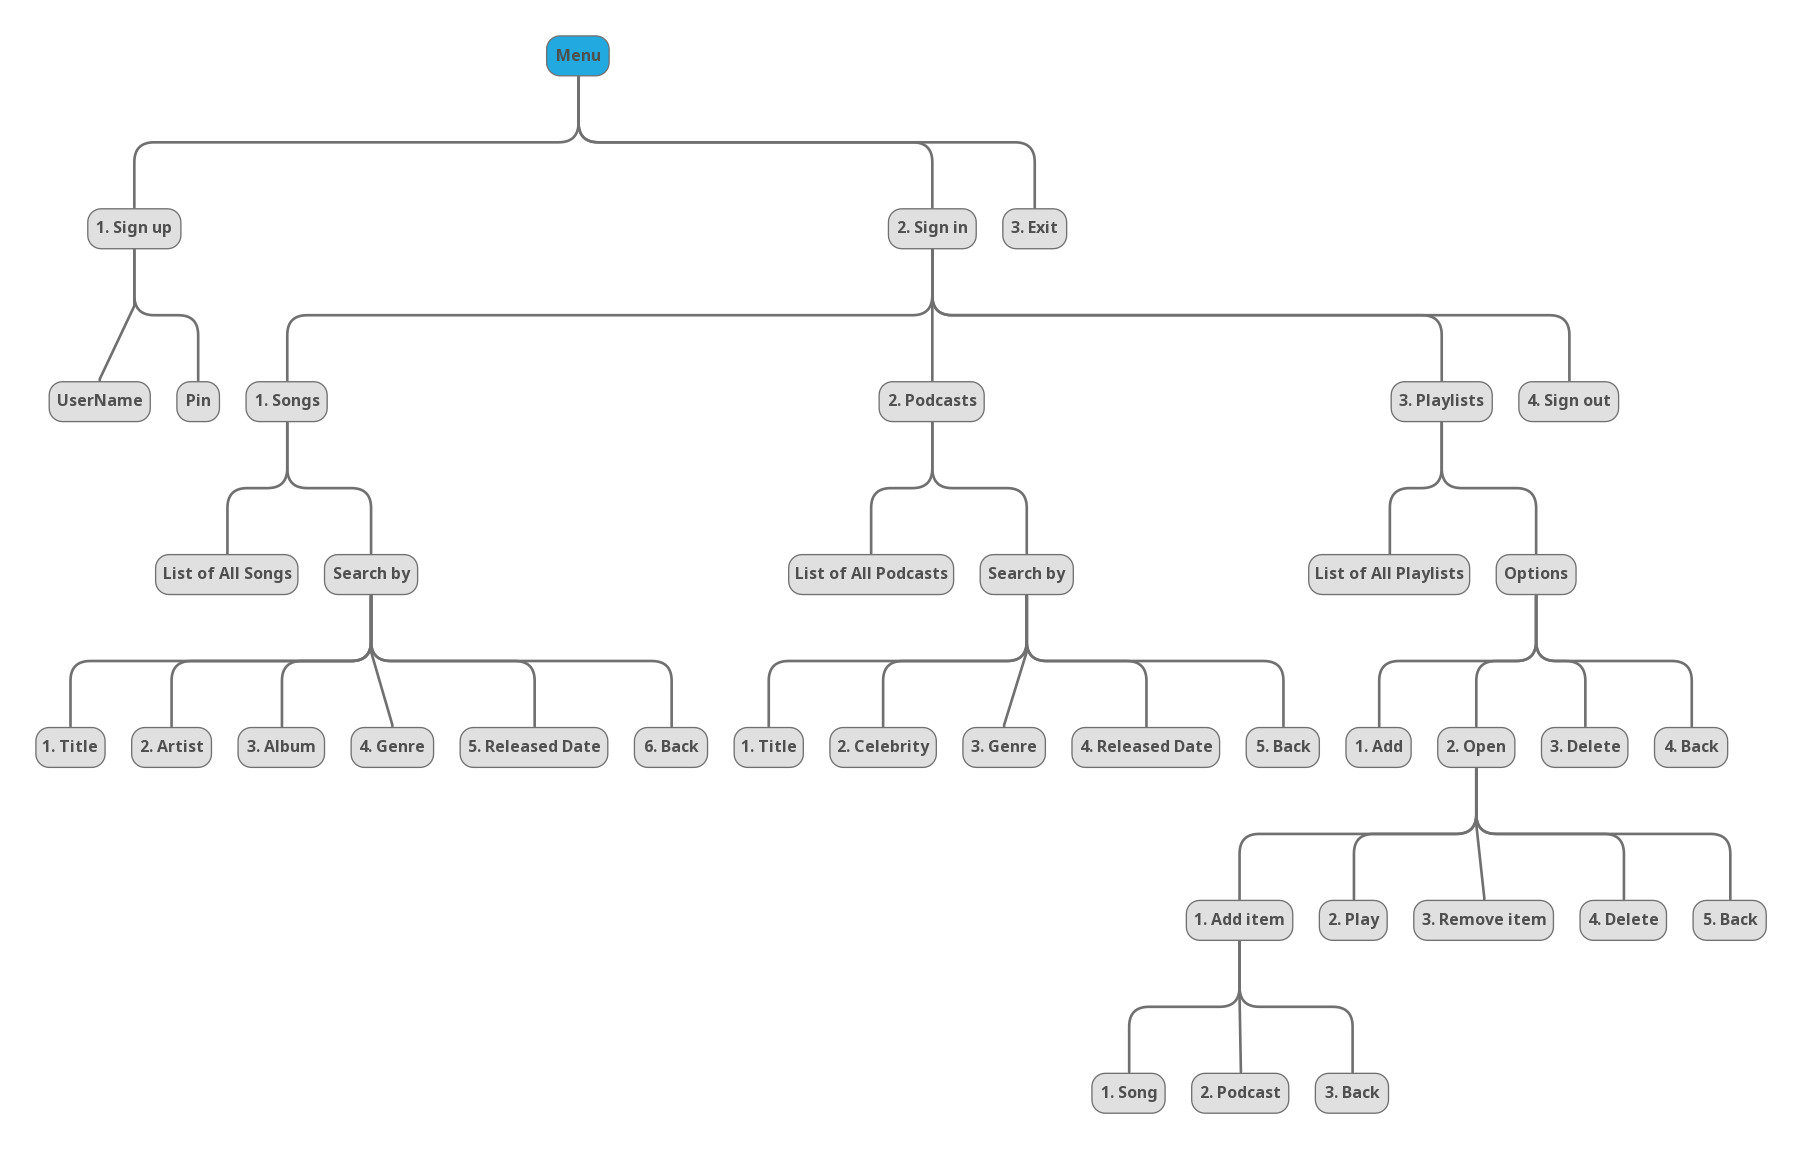 Menu
1. Sign up
2. Sign in
3. Exit
UserName
Pin
1. Songs
2. Podcasts
3. Playlists
4. Sign out
List of All Songs
Search by
List of All Podcasts
Search by
List of All Playlists
Options
1. Title
2. Artist
3. Album
4. Genre
5. Released Date
6. Back
1. Title
2. Celebrity
3. Genre
4. Released Date
5. Back
1. Add
2. Open
3. Delete
4. Back
1. Add item
2. Play
3. Remove item
4. Delete
5. Back
1. Song
2. Podcast
3. Back